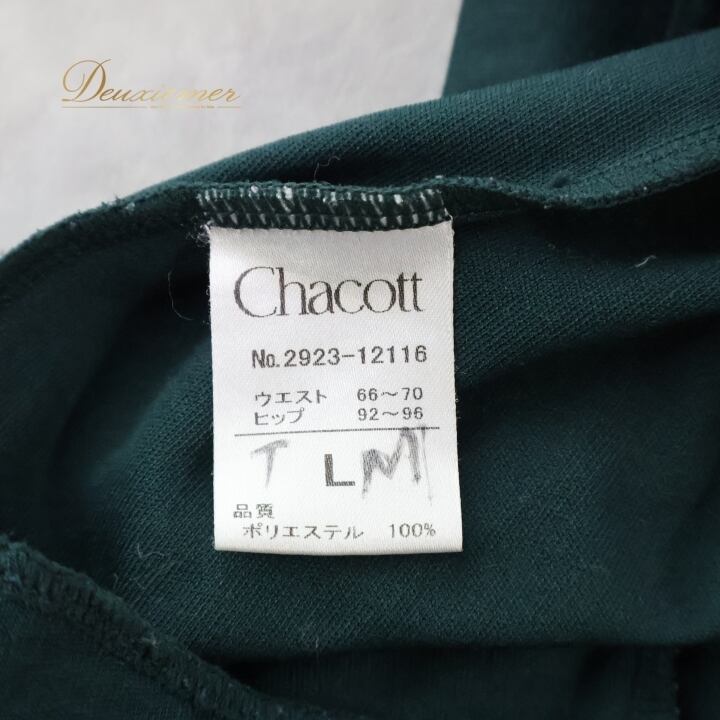 Deuxiemer
Chacott
No.2923-12116
ウエスト 66〜70
ヒップ 92〜96
T L M
品質
ポリエステル 100%